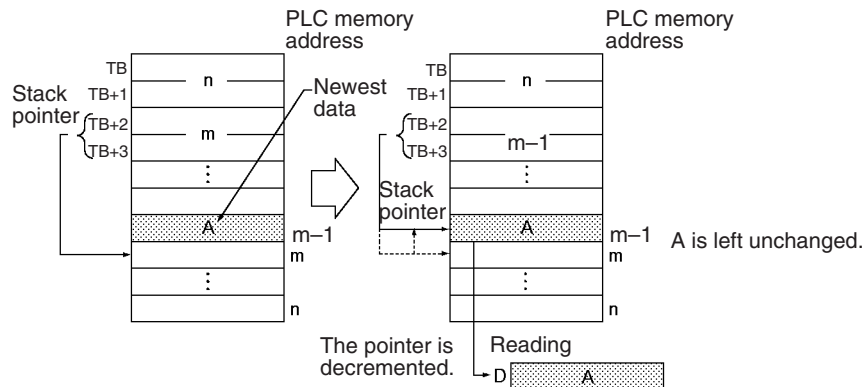 PLC memory
address
TB
n
TB+1
Stack
pointer
TB+2
m
TB+3
Newest
data
A
m–1
m
n
PLC memory
address
TB
n
TB+1
TB+2
m–1
TB+3
Stack
pointer
A
m–1
m
A is left unchanged.
n
The pointer is
decremented.
Reading
D
A